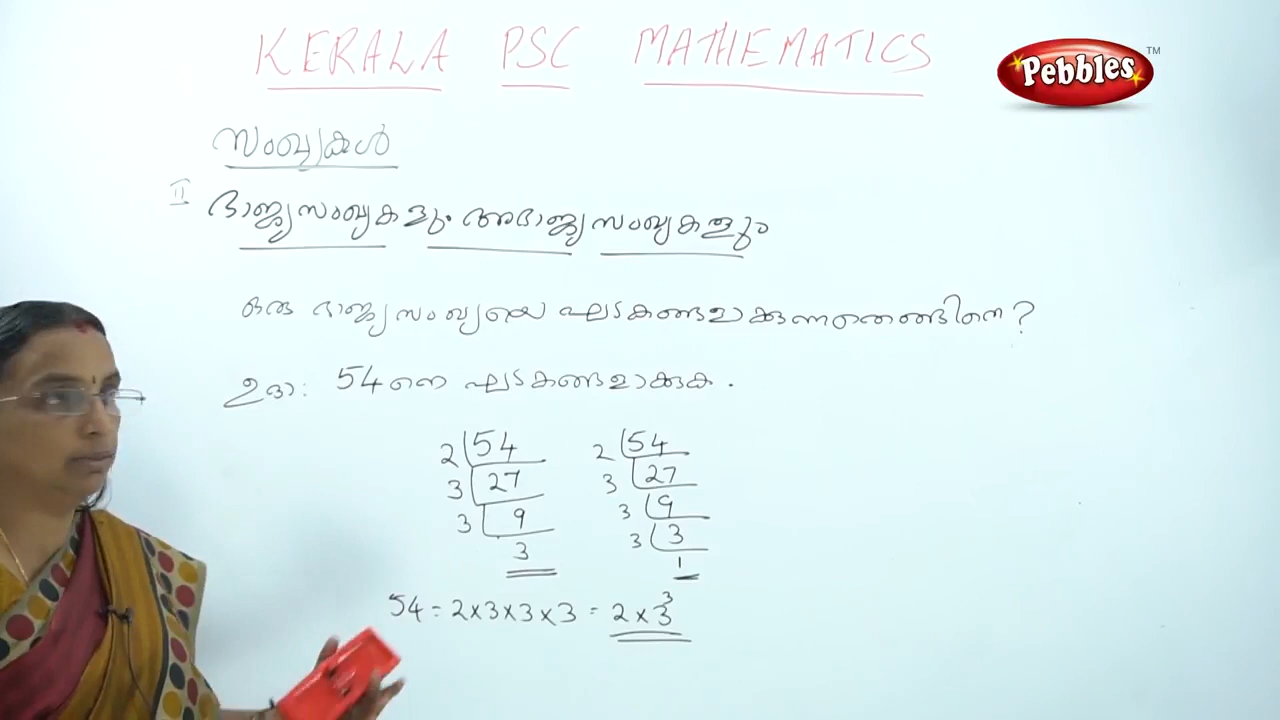 KERALA PSC MATHEMATICS
Pebbles TM
സംഖ്യകൾ
II ഭാജ്യസംഖ്യകളും അഭാജ്യസംഖ്യകളും
ഒരു ഭാജ്യസംഖ്യയെ ഘടകങ്ങളാക്കുന്നതെങ്ങിനെ?
ഉദാ: 54നെ ഘടകങ്ങളാക്കുക.
2 54 2 54
3 27 3 27
3 9 3 9
3 3 3
1
54 = 2×3×3×3 = 2×3³